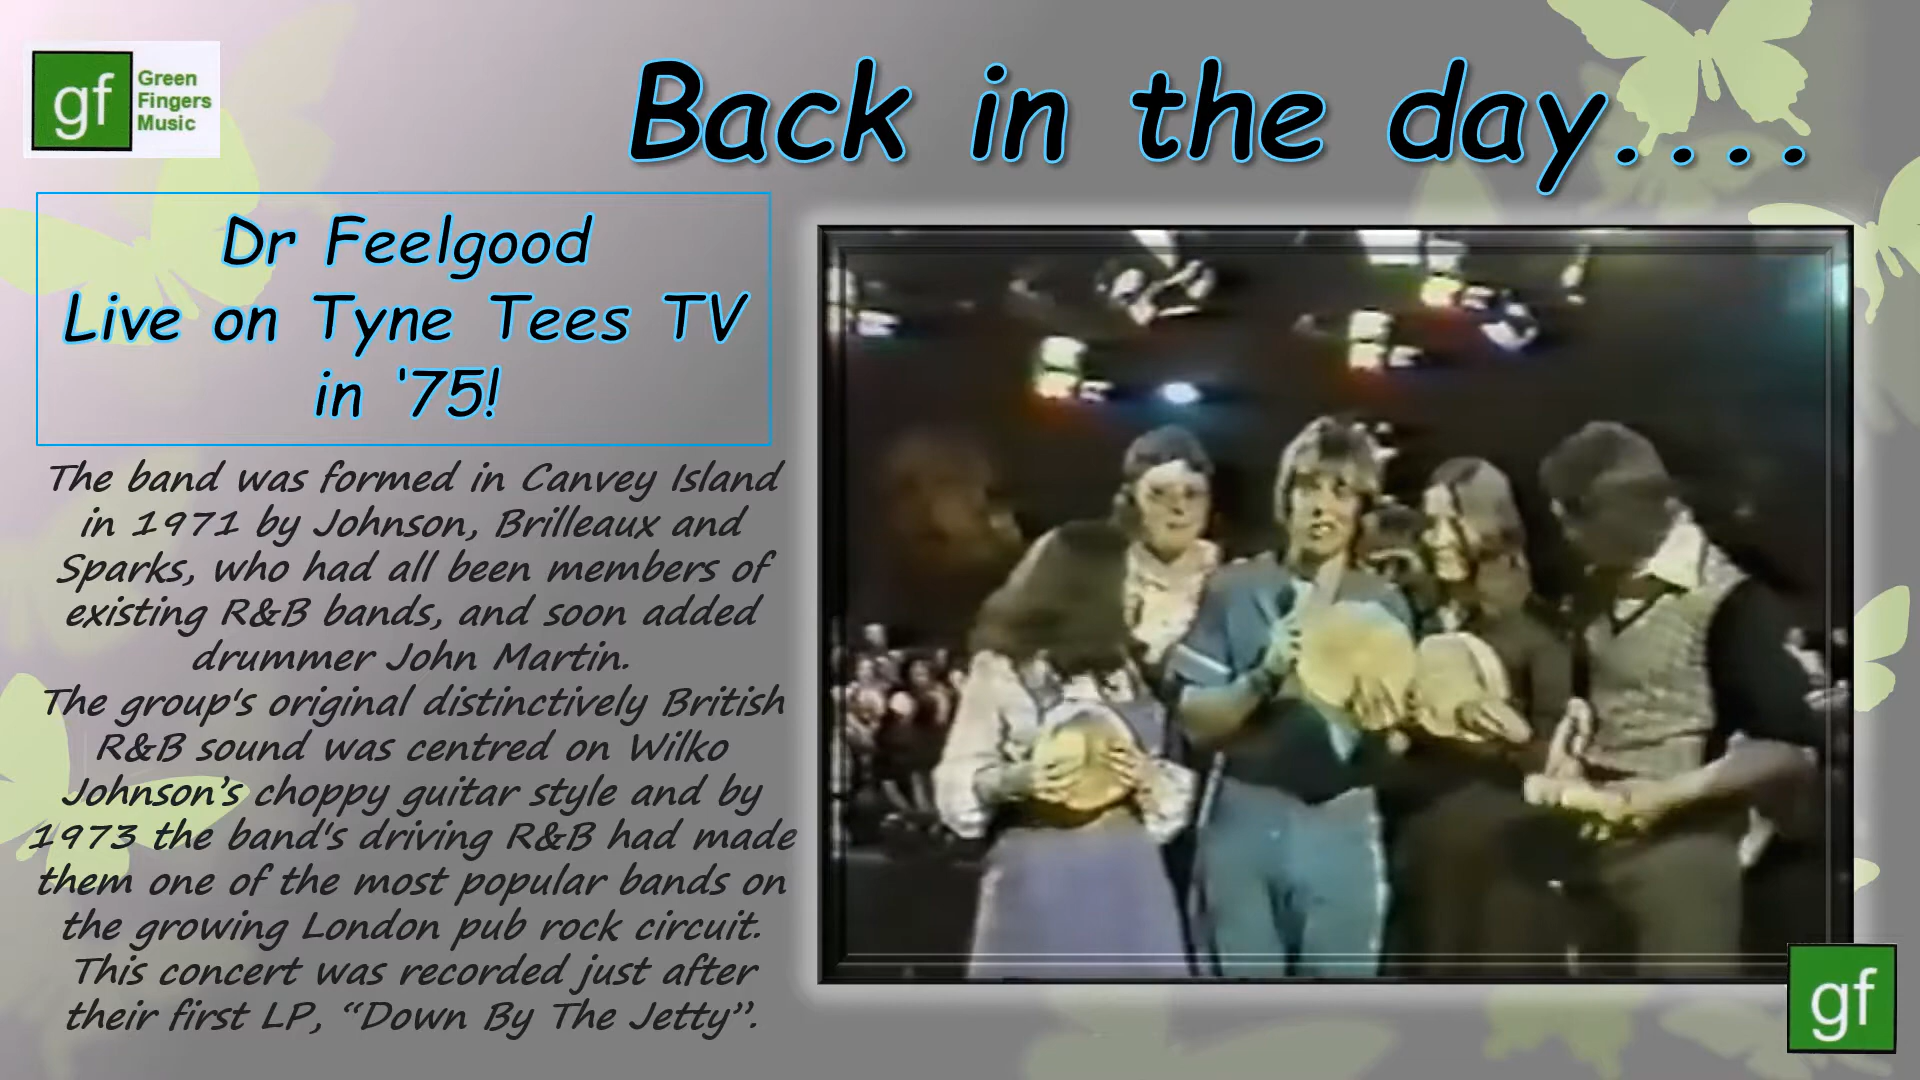 gf
Green
Fingers
Music
Back in the day....
Dr Feelgood
Live on Tyne Tees TV
in '75!
The band was formed in Canvey Island
in 1971 by Johnson, Brilleaux and
Sparks, who had all been members of
existing R&B bands, and soon added
drummer John Martin.
The group's original distinctively British
R&B sound was centred on Wilko
Johnson’s choppy guitar style and by
1973 the band's driving R&B had made
them one of the most popular bands on
the growing London pub rock circuit.
This concert was recorded just after
their first LP, “Down By The Jetty”.
gf